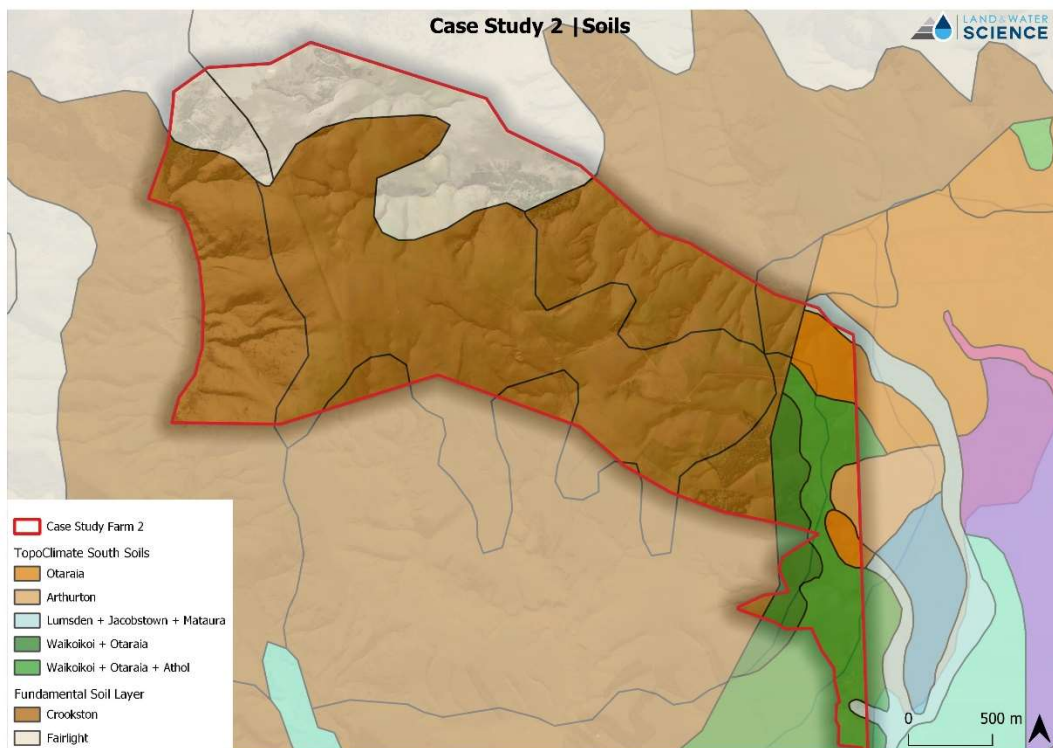 Case Study 2 |Soils
LAND & WATER
SCIENCE
Case Study Farm 2
TopoClimate South Soils
Otaraia
Arthurton
Lumsden + Jacobstown + Mataura
Waikoikoi + Otaraia
Waikoikoi + Otaraia + Athol
Fundamental Soil Layer
Crookston
Fairlight
0 500 m